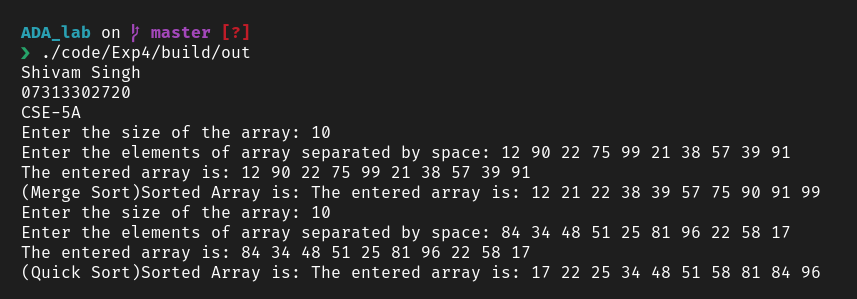 ADA_lab on master [?]
❯ ./code/Exp4/build/out
Shivam Singh
07313302720
CSE-5A
Enter the size of the array: 10
Enter the elements of array separated by space: 12 90 22 75 99 21 38 57 39 91
The entered array is: 12 90 22 75 99 21 38 57 39 91
(Merge Sort)Sorted Array is: The entered array is: 12 21 22 38 39 57 75 90 91 99
Enter the size of the array: 10
Enter the elements of array separated by space: 84 34 48 51 25 81 96 22 58 17
The entered array is: 84 34 48 51 25 81 96 22 58 17
(Quick Sort)Sorted Array is: The entered array is: 17 22 25 34 48 51 58 81 84 96